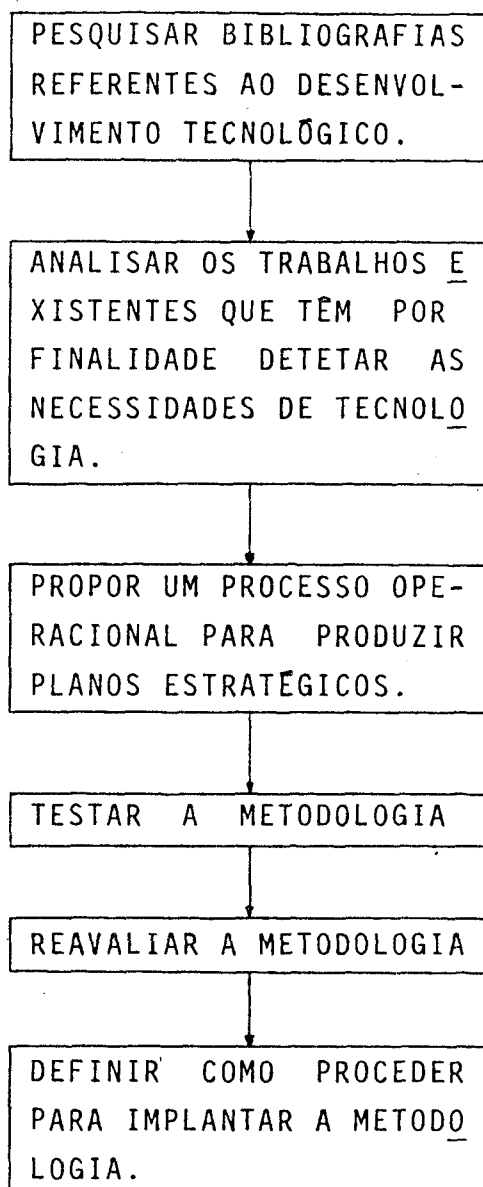 PESQUISAR BIBLIOGRAFIAS
REFERENTES AO DESENVOL-
VIMENTO TECNOLÓGICO.
ANALISAR OS TRABALHOS E
XISTENTES QUE TÊM POR
FINALIDADE DETETAR AS
NECESSIDADES DE TECNOLO
GIA.
PROPOR UM PROCESSO OPE-
RACIONAL PARA PRODUZIR
PLANOS ESTRATÉGICOS.
TESTAR A METODOLOGIA
REAVALIAR A METODOLOGIA
DEFINIR COMO PROCEDER
PARA IMPLANTAR A METODO
LOGIA.